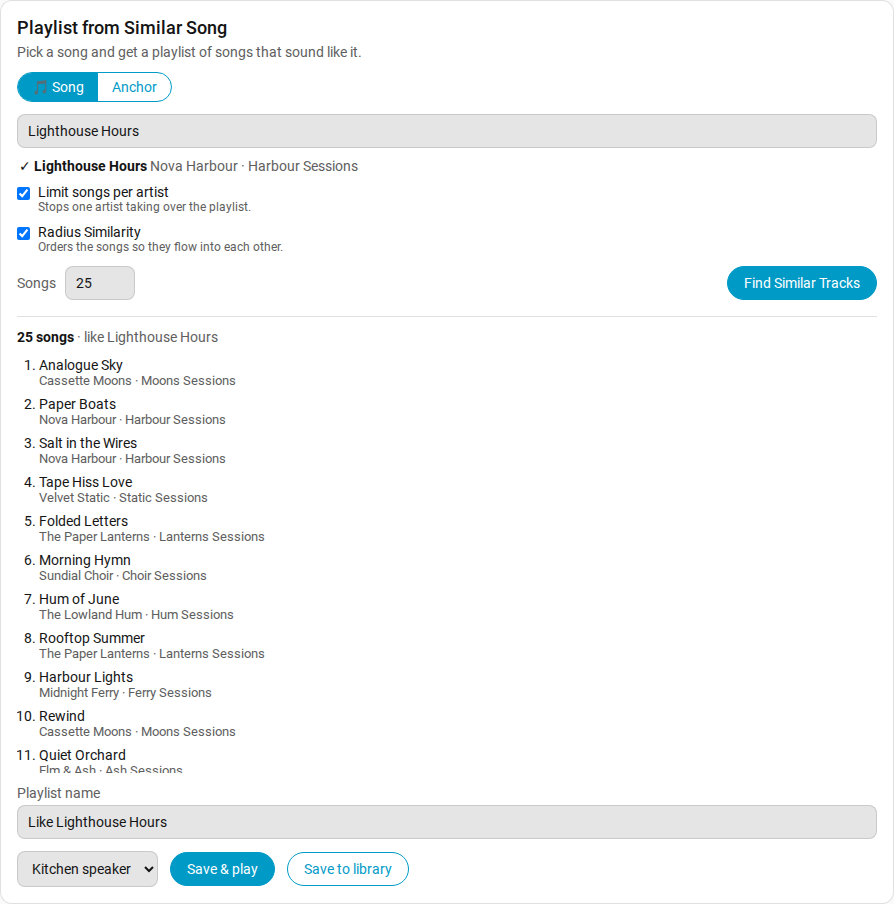 Playlist from Similar Song
Pick a song and get a playlist of songs that sound like it.
🎵 Song
Anchor
Lighthouse Hours
✓ Lighthouse Hours Nova Harbour · Harbour Sessions
Limit songs per artist
Stops one artist taking over the playlist.
Radius Similarity
Orders the songs so they flow into each other.
Songs 25
Find Similar Tracks
25 songs · like Lighthouse Hours
1. Analogue Sky
Cassette Moons · Moons Sessions
2. Paper Boats
Nova Harbour · Harbour Sessions
3. Salt in the Wires
Nova Harbour · Harbour Sessions
4. Tape Hiss Love
Velvet Static · Static Sessions
5. Folded Letters
The Paper Lanterns · Lanterns Sessions
6. Morning Hymn
Sundial Choir · Choir Sessions
7. Hum of June
The Lowland Hum · Hum Sessions
8. Rooftop Summer
The Paper Lanterns · Lanterns Sessions
9. Harbour Lights
Midnight Ferry · Ferry Sessions
10. Rewind
Cassette Moons · Moons Sessions
11. Quiet Orchard
Elm & Ash · Ash Sessions
Playlist name
Like Lighthouse Hours
Kitchen speaker
Save & play
Save to library